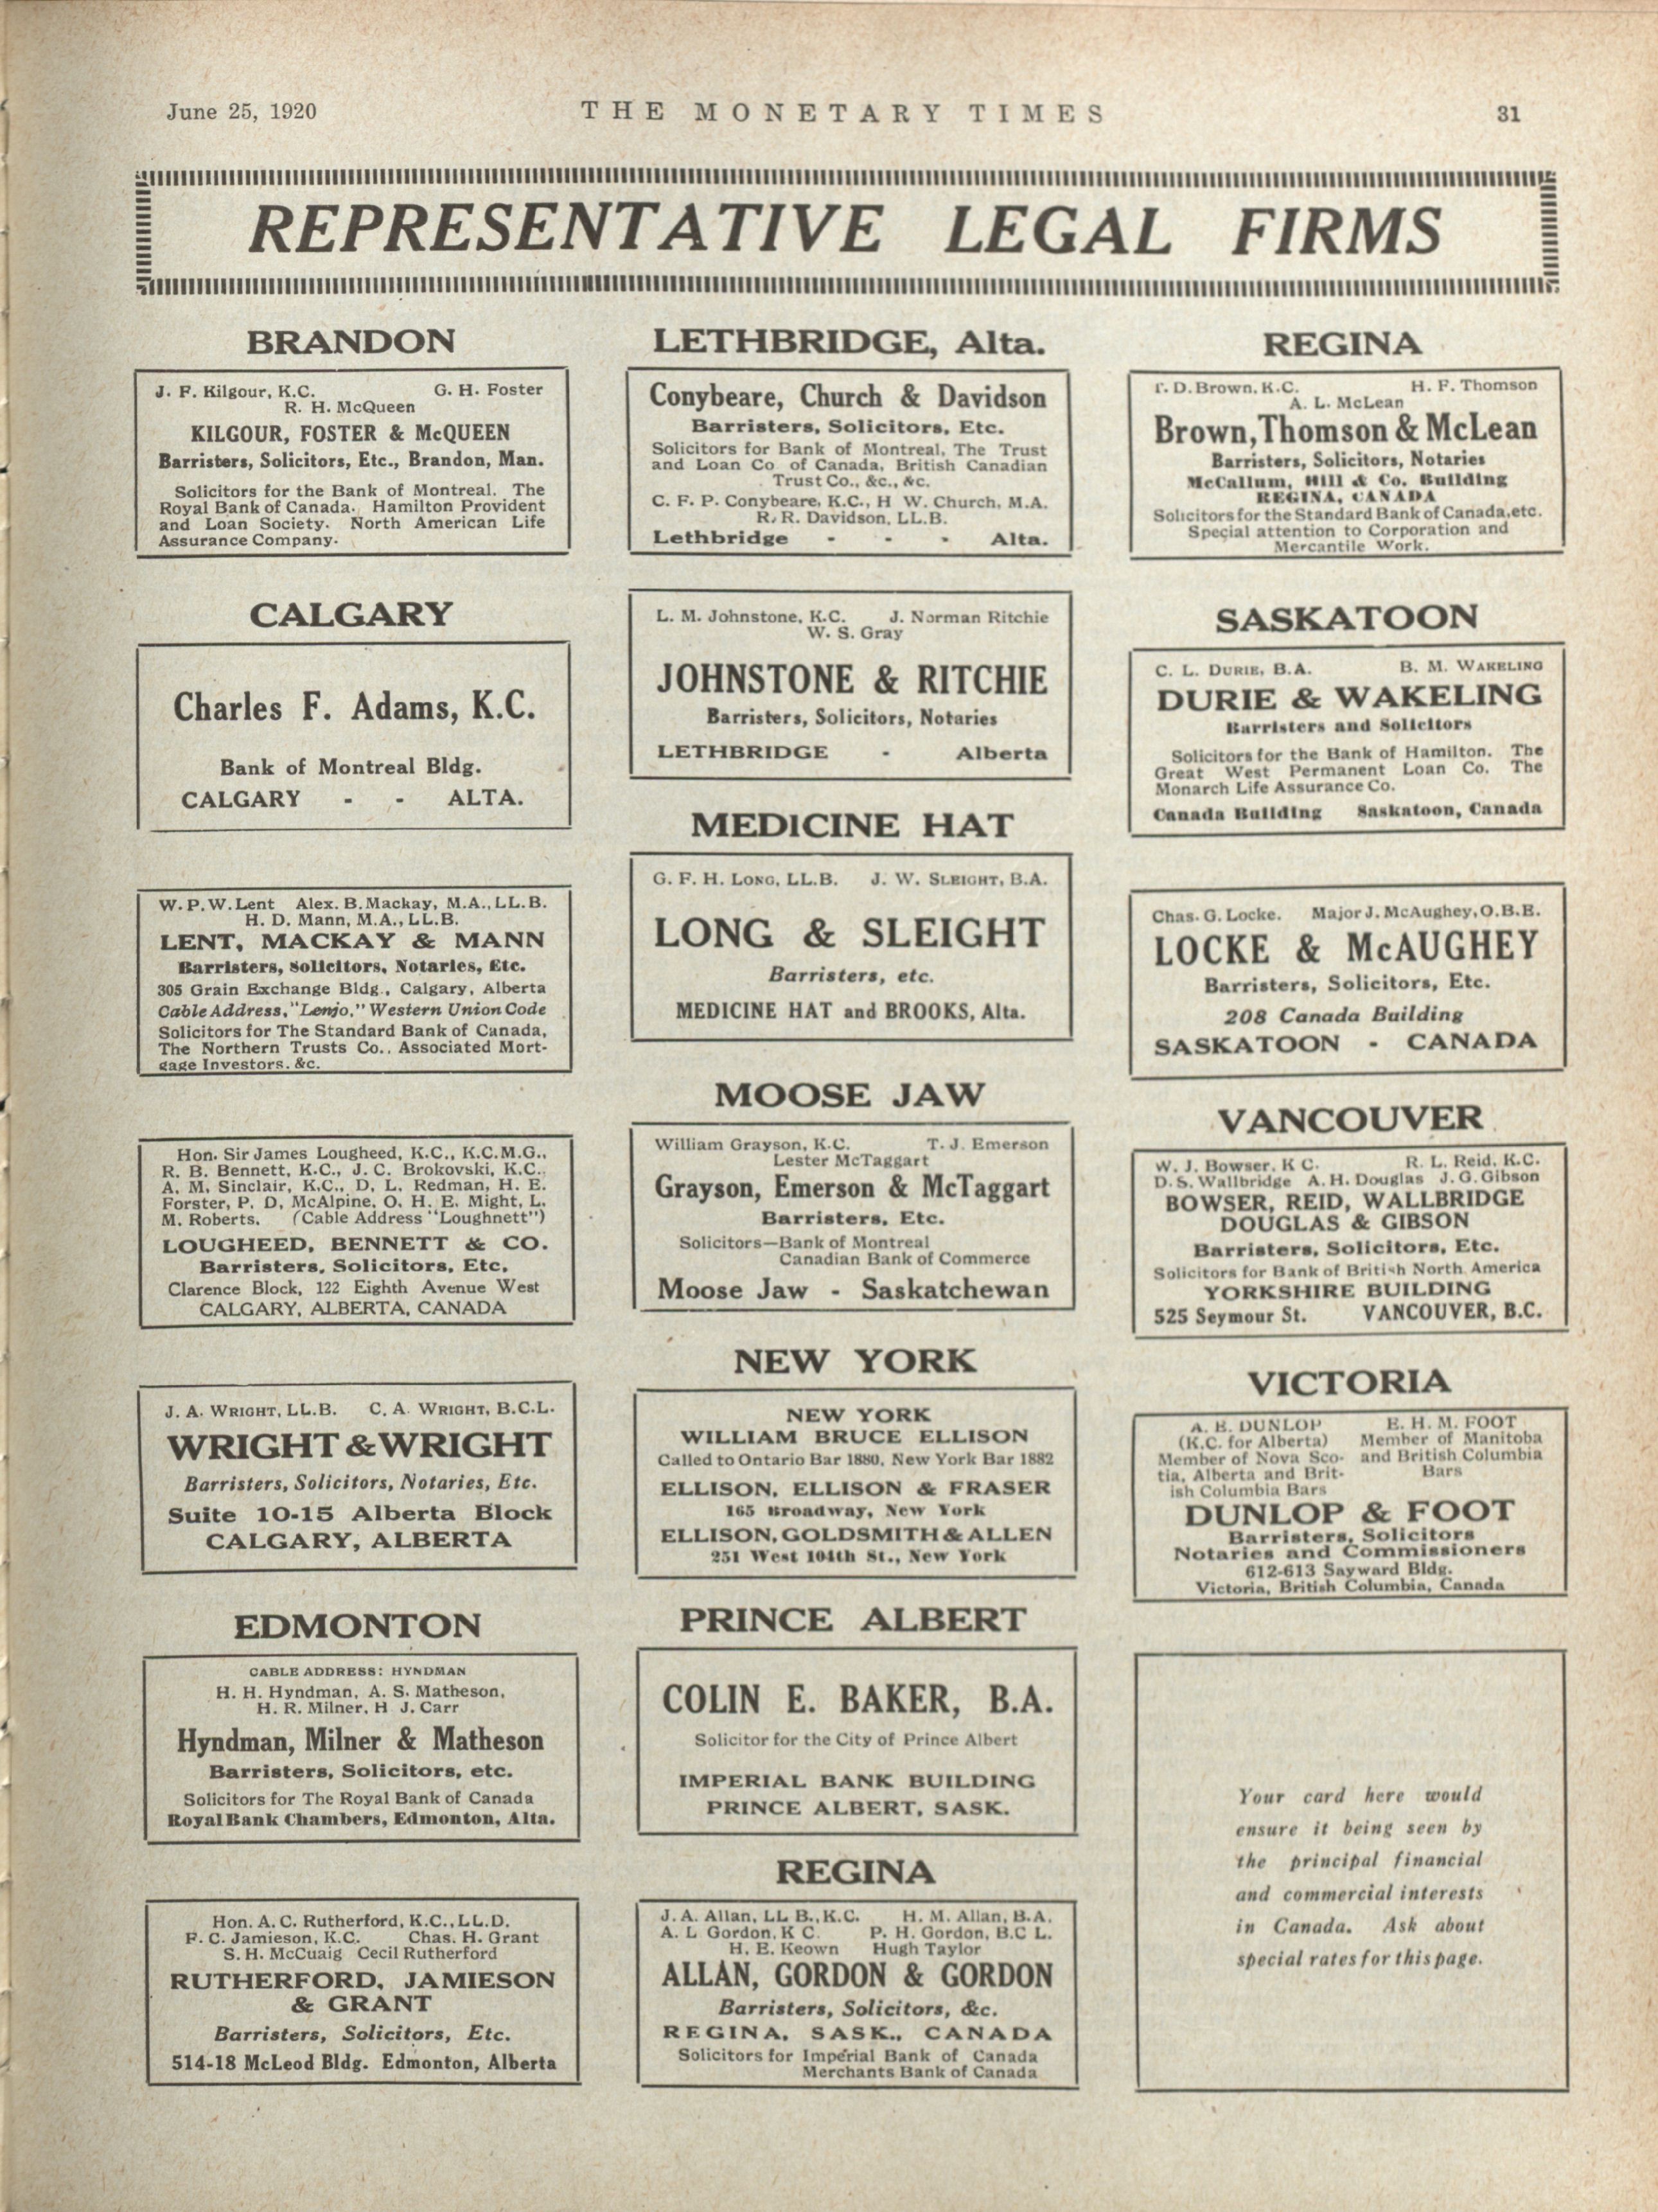 June 25, 1920
THE MONETARY TIMES
31
REPRESENTATIVE LEGAL FIRMS
BRANDON
J. F. Kilgour, K.C. G. H. Foster
R. H. McQueen
KILGOUR, FOSTER & McQUEEN
Barristers, Solicitors, Etc., Brandon, Man.
Solicitors for the Bank of Montreal. The
Royal Bank of Canada. Hamilton Provident
and Loan Society. North American Life
Assurance Company.
CALGARY
Charles F. Adams, K.C.
Bank of Montreal Bldg.
CALGARY - - ALTA.
W. P. W. Lent Alex. B. Mackay, M.A., LL.B.
H. D. Mann, M.A., LL.B.
LENT, MACKAY & MANN
Barristers, Solicitors, Notaries, Etc.
305 Grain Exchange Bldg., Calgary, Alberta
Cable Address, "Lenjo," Western Union Code
Solicitors for The Standard Bank of Canada,
The Northern Trusts Co., Associated Mort-
gage Investors, &c.
Hon. Sir James Lougheed, K.C., K.C.M.G.,
R. B. Bennett, K.C., J. C. Brokovski, K.C.,
A. M. Sinclair, K.C., D. L. Redman, H. E.
Forster, P. D. McAlpine, O. H. E. Might, L.
M. Roberts. (Cable Address "Loughnett")
LOUGHEED, BENNETT & CO.
Barristers, Solicitors, Etc.
Clarence Block, 122 Eighth Avenue West
CALGARY, ALBERTA, CANADA
J. A. WRIGHT, LL.B. C. A. WRIGHT, B.C.L.
WRIGHT & WRIGHT
Barristers, Solicitors, Notaries, Etc.
Suite 10-15 Alberta Block
CALGARY, ALBERTA
EDMONTON
CABLE ADDRESS: HYNDMAN
H. H. Hyndman, A. S. Matheson,
H. R. Milner, H J. Carr
Hyndman, Milner & Matheson
Barristers, Solicitors, etc.
Solicitors for The Royal Bank of Canada
Royal Bank Chambers, Edmonton, Alta.
Hon. A. C. Rutherford, K.C., LL.D.
F. C. Jamieson, K.C. Chas. H. Grant
S. H. McCuaig Cecil Rutherford
RUTHERFORD, JAMIESON
& GRANT
Barristers, Solicitors, Etc.
514-18 McLeod Bldg. Edmonton, Alberta
LETHBRIDGE, Alta.
Conybeare, Church & Davidson
Barristers, Solicitors, Etc.
Solicitors for Bank of Montreal, The Trust
and Loan Co of Canada, British Canadian
Trust Co., &c., &c.
C. F. P. Conybeare, K.C., H W. Church, M.A.
R. R. Davidson, LL.B.
Lethbridge - - - Alta.
L. M. Johnstone, K.C. J. Norman Ritchie
W. S. Gray
JOHNSTONE & RITCHIE
Barristers, Solicitors, Notaries
LETHBRIDGE - Alberta
MEDICINE HAT
G. F. H. LONG, LL.B. J. W. SLEIGHT, B.A.
LONG & SLEIGHT
Barristers, etc.
MEDICINE HAT and BROOKS, Alta.
MOOSE JAW
William Grayson, K.C. T. J. Emerson
Lester McTaggart
Grayson, Emerson & McTaggart
Barristers, Etc.
Solicitors—Bank of Montreal
Canadian Bank of Commerce
Moose Jaw - Saskatchewan
NEW YORK
NEW YORK
WILLIAM BRUCE ELLISON
Called to Ontario Bar 1880, New York Bar 1882
ELLISON, ELLISON & FRASER
165 Broadway, New York
ELLISON, GOLDSMITH & ALLEN
251 West 104th St., New York
PRINCE ALBERT
COLIN E. BAKER, B.A.
Solicitor for the City of Prince Albert
IMPERIAL BANK BUILDING
PRINCE ALBERT, SASK.
REGINA
J. A. Allan, LL B., K.C. H. M. Allan, B.A.
A. L Gordon, K C. P. H. Gordon, B.C L.
H. E. Keown Hugh Taylor
ALLAN, GORDON & GORDON
Barristers, Solicitors, &c.
REGINA, SASK., CANADA
Solicitors for Imperial Bank of Canada
Merchants Bank of Canada
REGINA
T. D. Brown, K.C. H. F. Thomson
A. L. McLean
Brown, Thomson & McLean
Barristers, Solicitors, Notaries
McCallum, Hill & Co. Building
REGINA, CANADA
Solicitors for the Standard Bank of Canada, etc.
Special attention to Corporation and
Mercantile Work.
SASKATOON
C. L. DURIE, B.A. B. M. WAKELING
DURIE & WAKELING
Barristers and Solicitors
Solicitors for the Bank of Hamilton. The
Great West Permanent Loan Co. The
Monarch Life Assurance Co.
Canada Building Saskatoon, Canada
Chas. G. Locke. Major J. McAughey, O.B.E.
LOCKE & McAUGHEY
Barristers, Solicitors, Etc.
208 Canada Building
SASKATOON - CANADA
VANCOUVER
W. J. Bowser, K C. R. L. Reid, K.C.
D. S. Wallbridge A. H. Douglas J. G. Gibson
BOWSER, REID, WALLBRIDGE
DOUGLAS & GIBSON
Barristers, Solicitors, Etc.
Solicitors for Bank of British North America
YORKSHIRE BUILDING
525 Seymour St. VANCOUVER, B.C.
VICTORIA
A. E. DUNLOP E. H. M. FOOT
(K.C. for Alberta) Member of Manitoba
Member of Nova Sco- and British Columbia
tia, Alberta and Brit- Bars
ish Columbia Bars
DUNLOP & FOOT
Barristers, Solicitors
Notaries and Commissioners
612-613 Sayward Bldg.
Victoria, British Columbia, Canada
Your card here would
ensure it being seen by
the principal financial
and commercial interests
in Canada. Ask about
special rates for this page.